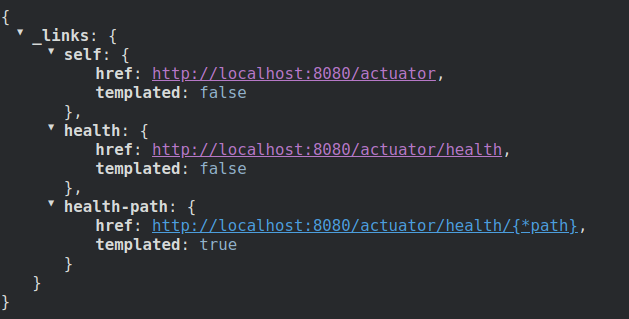 {
_links: {
self: {
href: http://localhost:8080/actuator,
templated: false
},
health: {
href: http://localhost:8080/actuator/health,
templated: false
},
health-path: {
href: http://localhost:8080/actuator/health/{*path},
templated: true
}
}
}